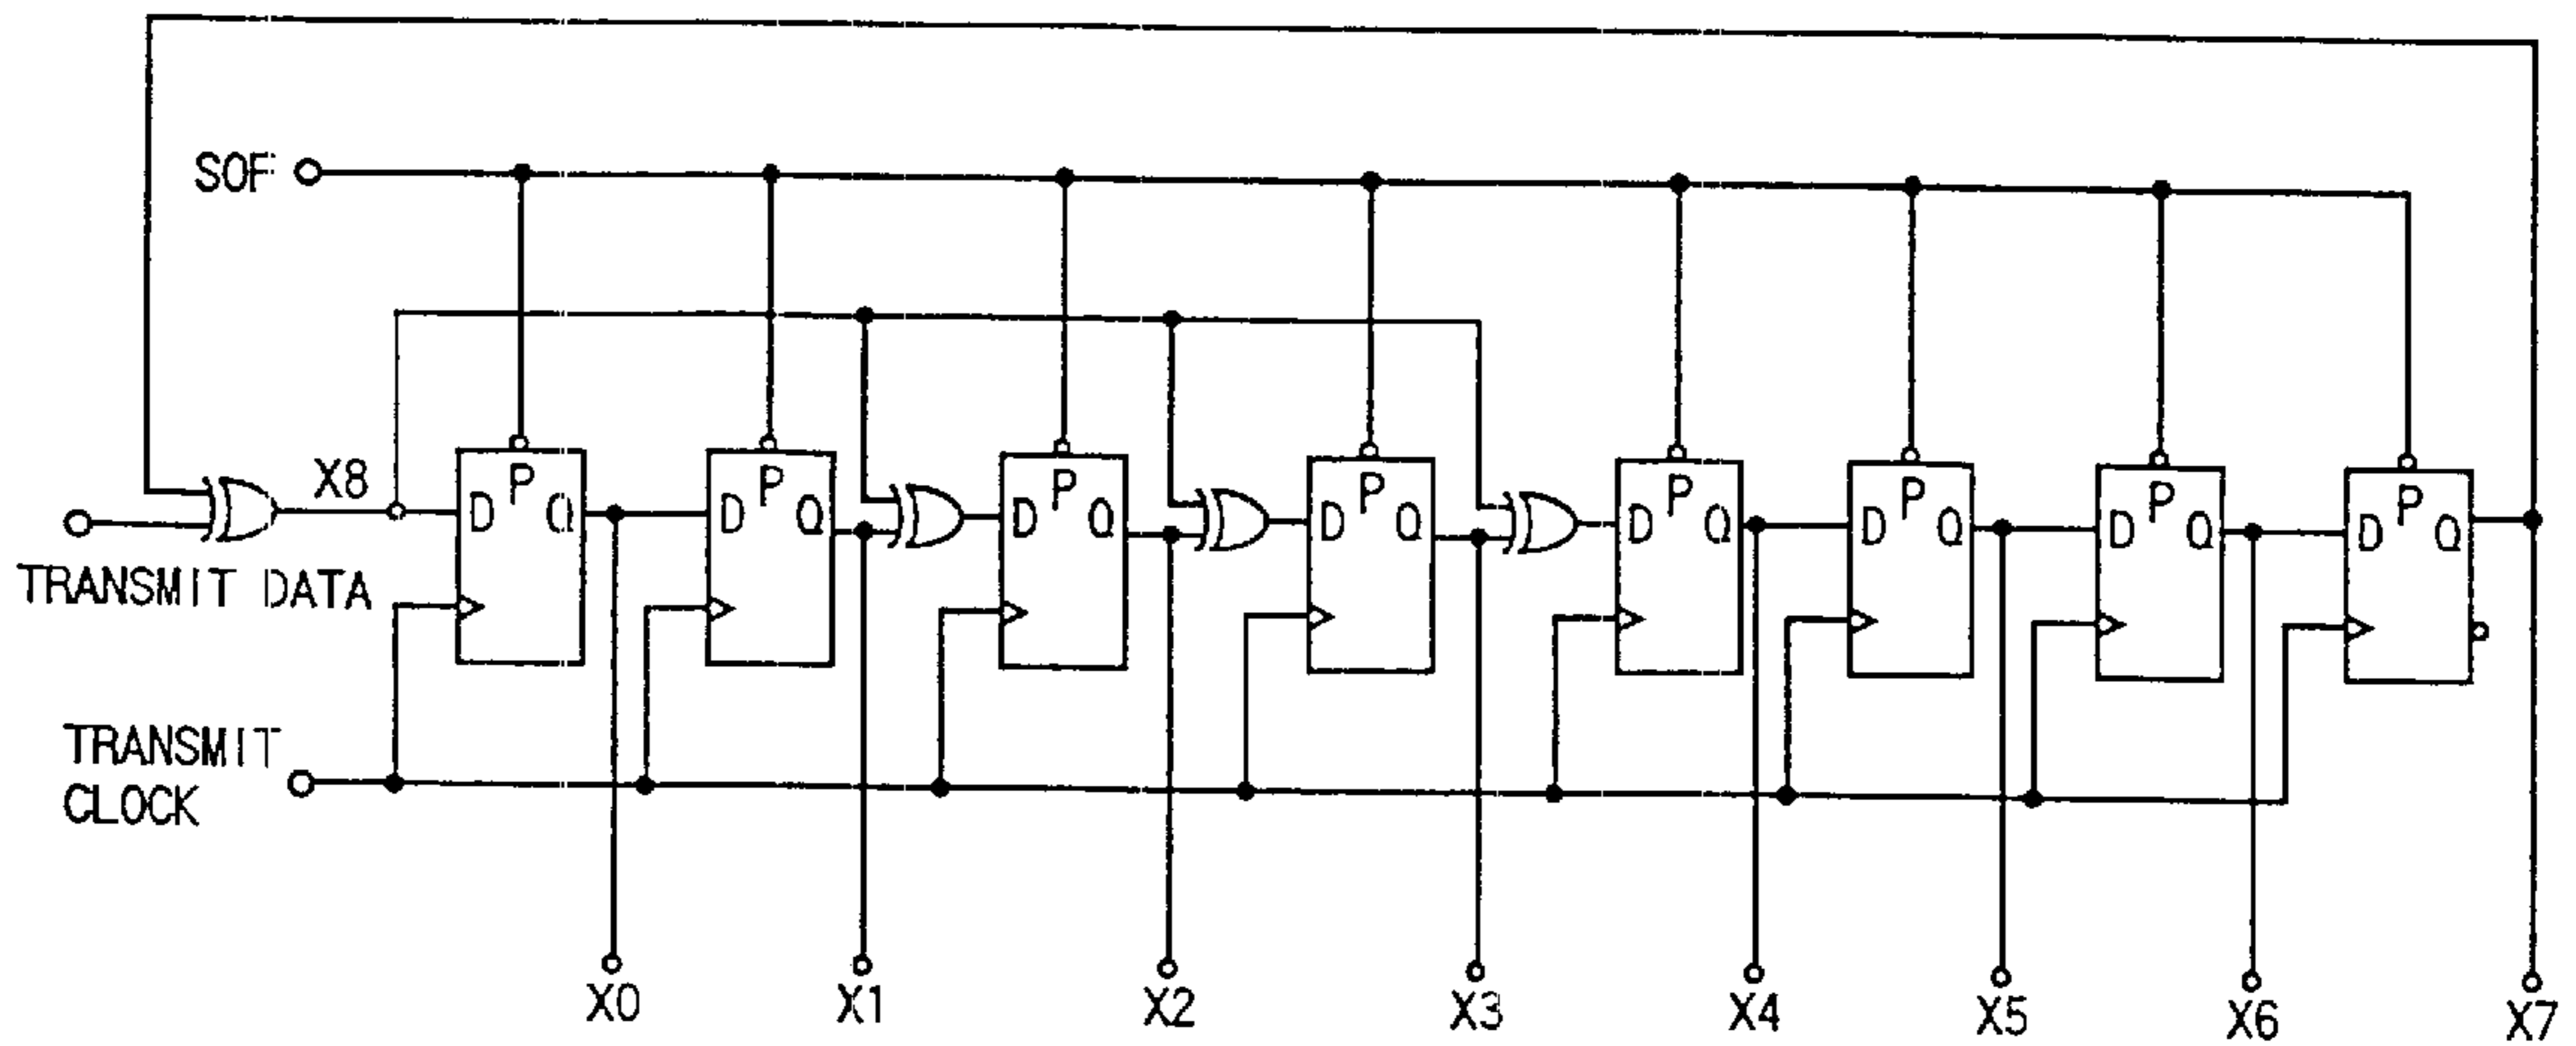 SOF
X8
P P P P P P P P
D Q D Q D Q D Q D Q D Q D Q D Q
TRANSMIT DATA
TRANSMIT
CLOCK
X0 X1 X2 X3 X4 X5 X6 X7